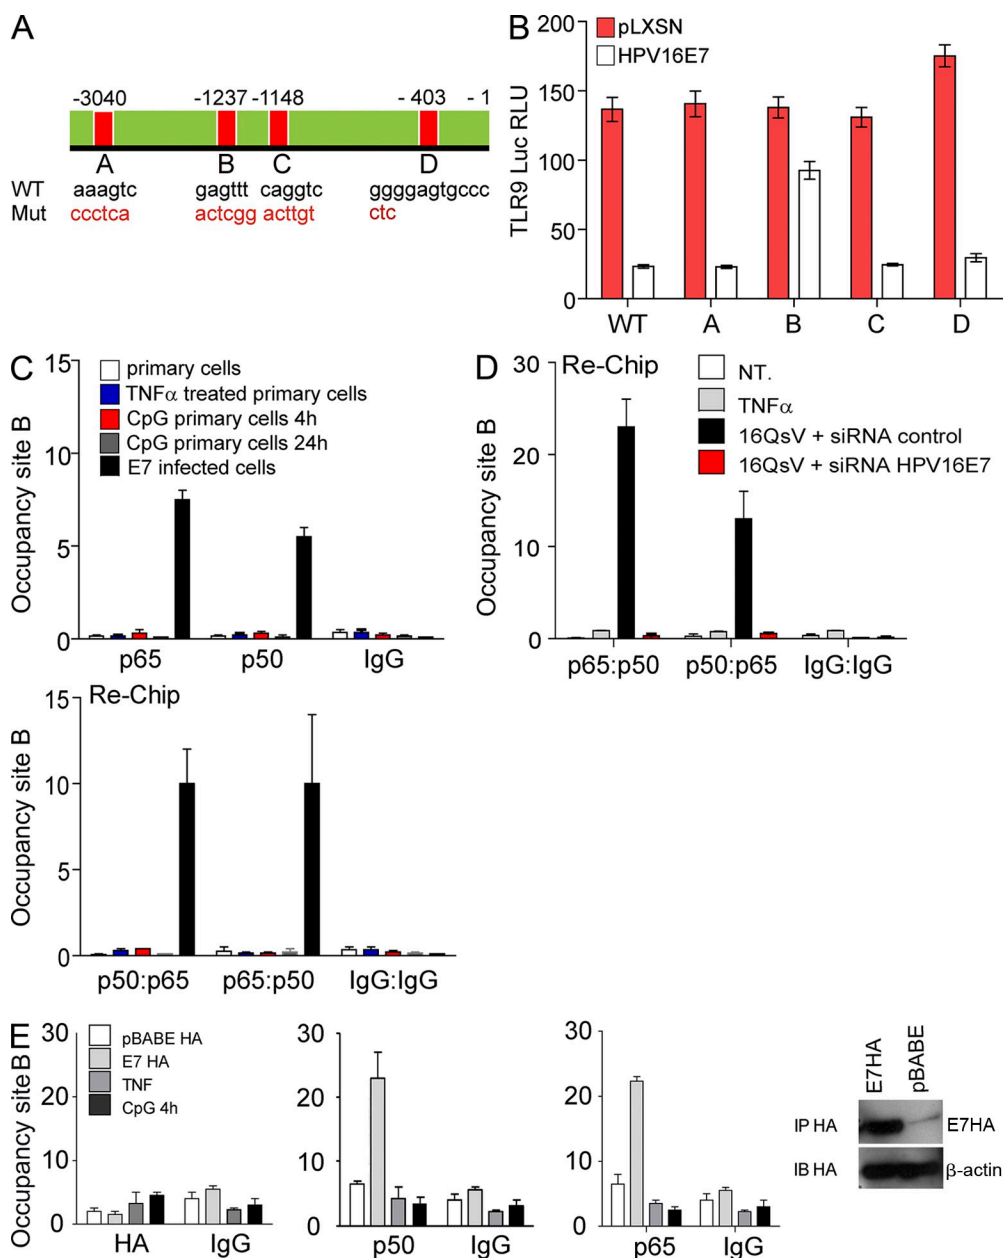 A
-3040 -1237 -1148 - 403 - 1
A B C D
WT aaagtc gagttt caggtc ggggagtgccc
Mut ccctca actcgg acttgt ctc
B
pLXSN
HPV16E7
TLR9 Luc RLU
200
150
100
50
0
WT A B C D
C
primary cells
TNFα treated primary cells
CpG primary cells 4h
CpG primary cells 24h
E7 infected cells
Occupancy site B
15
10
5
0
p65 p50 IgG
Re-Chip
Occupancy site B
15
10
5
0
p50:p65 p65:p50 IgG:IgG
D
Re-Chip
NT.
TNFα
16QsV + siRNA control
16QsV + siRNA HPV16E7
Occupancy site B
30
20
10
0
p65:p50 p50:p65 IgG:IgG
E
pBABE HA
E7 HA
TNF
CpG 4h
Occupancy site B
30
20
10
0
HA IgG
30
20
10
0
p50 IgG
30
20
10
0
p65 IgG
E7HA pBABE
IP HA E7HA
IB HA β-actin